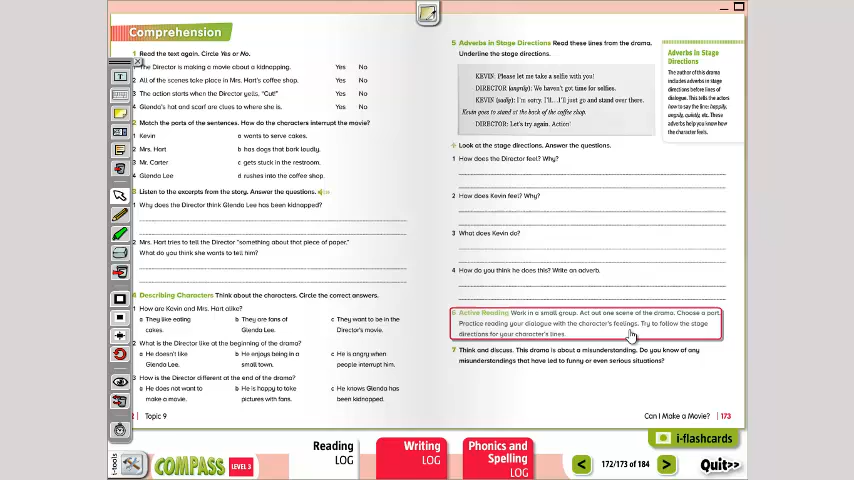 Comprehension
1 Read the text again. Circle Yes or No.
1 The Director is making a movie about a kidnapping. Yes No
2 All of the scenes take place in Mrs. Hart's coffee shop. Yes No
3 The action starts when the Director yells, "Cut!" Yes No
4 Glenda's hat and scarf are clues to where she is. Yes No
2 Match the parts of the sentences. How do the characters interrupt the movie?
1 Kevin a wants to serve cakes.
2 Mrs. Hart b has dogs that bark loudly.
3 Mr. Carter c gets stuck in the restroom.
4 Glenda Lee d rushes into the coffee shop.
3 Listen to the excerpts from the story. Answer the questions.
1 Why does the Director think Glenda Lee has been kidnapped?
2 Mrs. Hart tries to tell the Director "something about that piece of paper."
What do you think she wants to tell him?
4 Describing Characters Think about the characters. Circle the correct answers.
1 How are Kevin and Mrs. Hart alike?
a They like eating cakes.
b They are fans of Glenda Lee.
c They want to be in the Director's movie.
2 What is the Director like at the beginning of the drama?
a He doesn't like Glenda Lee.
b He enjoys being in a small town.
c He is angry when people interrupt him.
3 How is the Director different at the end of the drama?
a He does not want to make a movie.
b He is happy to take pictures with fans.
c He knows Glenda has been kidnapped.
Topic 9
5 Adverbs in Stage Directions Read these lines from the drama.
Underline the stage directions.
KEVIN: Please let me take a selfie with you!
DIRECTOR (angrily): We haven't got time for selfies.
KEVIN (sadly): I'm sorry. I'll…I'll just go and stand over there.
Kevin goes to stand at the back of the coffee shop.
DIRECTOR: Let's try again. Action!
Look at the stage directions. Answer the questions.
1 How does the Director feel? Why?
2 How does Kevin feel? Why?
3 What does Kevin do?
4 How do you think he does this? Write an adverb.
6 Active Reading Work in a small group. Act out one scene of the drama. Choose a part.
Practice reading your dialogue with the character's feelings. Try to follow the stage
directions for your character's lines.
7 Think and discuss. This drama is about a misunderstanding. Do you know of any
misunderstandings that have led to funny or even serious situations?
Can I Make a Movie? 173
Adverbs in Stage
Directions
The author of this drama
includes adverbs in stage
directions before lines of
dialogue. This tells the actors
how to say the line: happily,
angrily, quietly, etc. These
adverbs help you know how
the character feels.
i-flashcards
i-tools
COMPASS LEVEL 3
Reading
LOG
Writing
LOG
Phonics and
Spelling
LOG
172/173 of 184
Quit>>